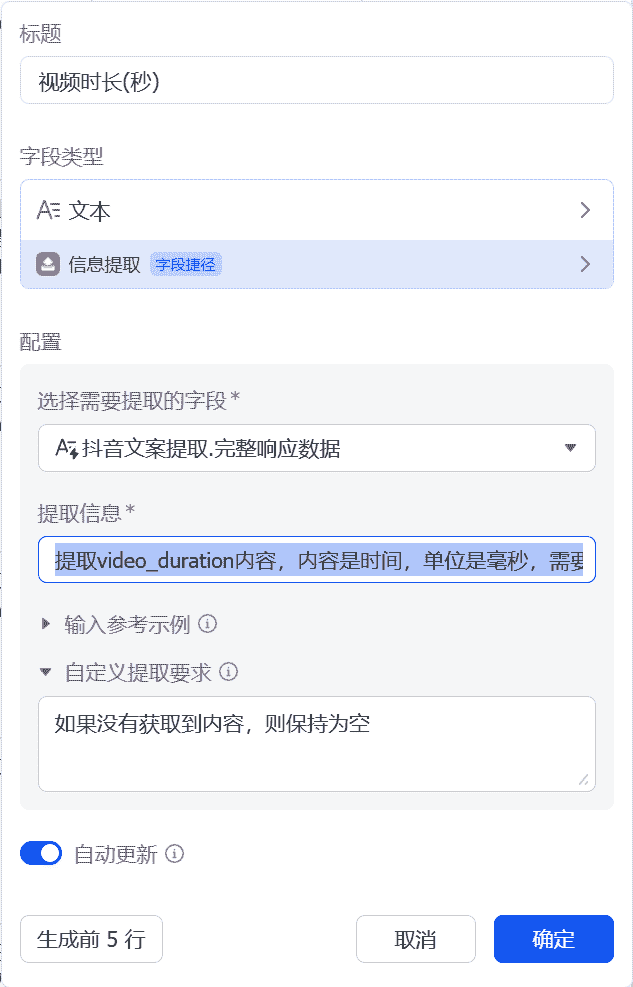 标题
视频时长(秒)
字段类型
文本
信息提取 字段捷径
配置
选择需要提取的字段*
抖音文案提取.完整响应数据
提取信息*
提取video_duration内容，内容是时间，单位是毫秒，需要
输入参考示例
自定义提取要求
如果没有获取到内容，则保持为空
自动更新
生成前 5 行 取消 确定